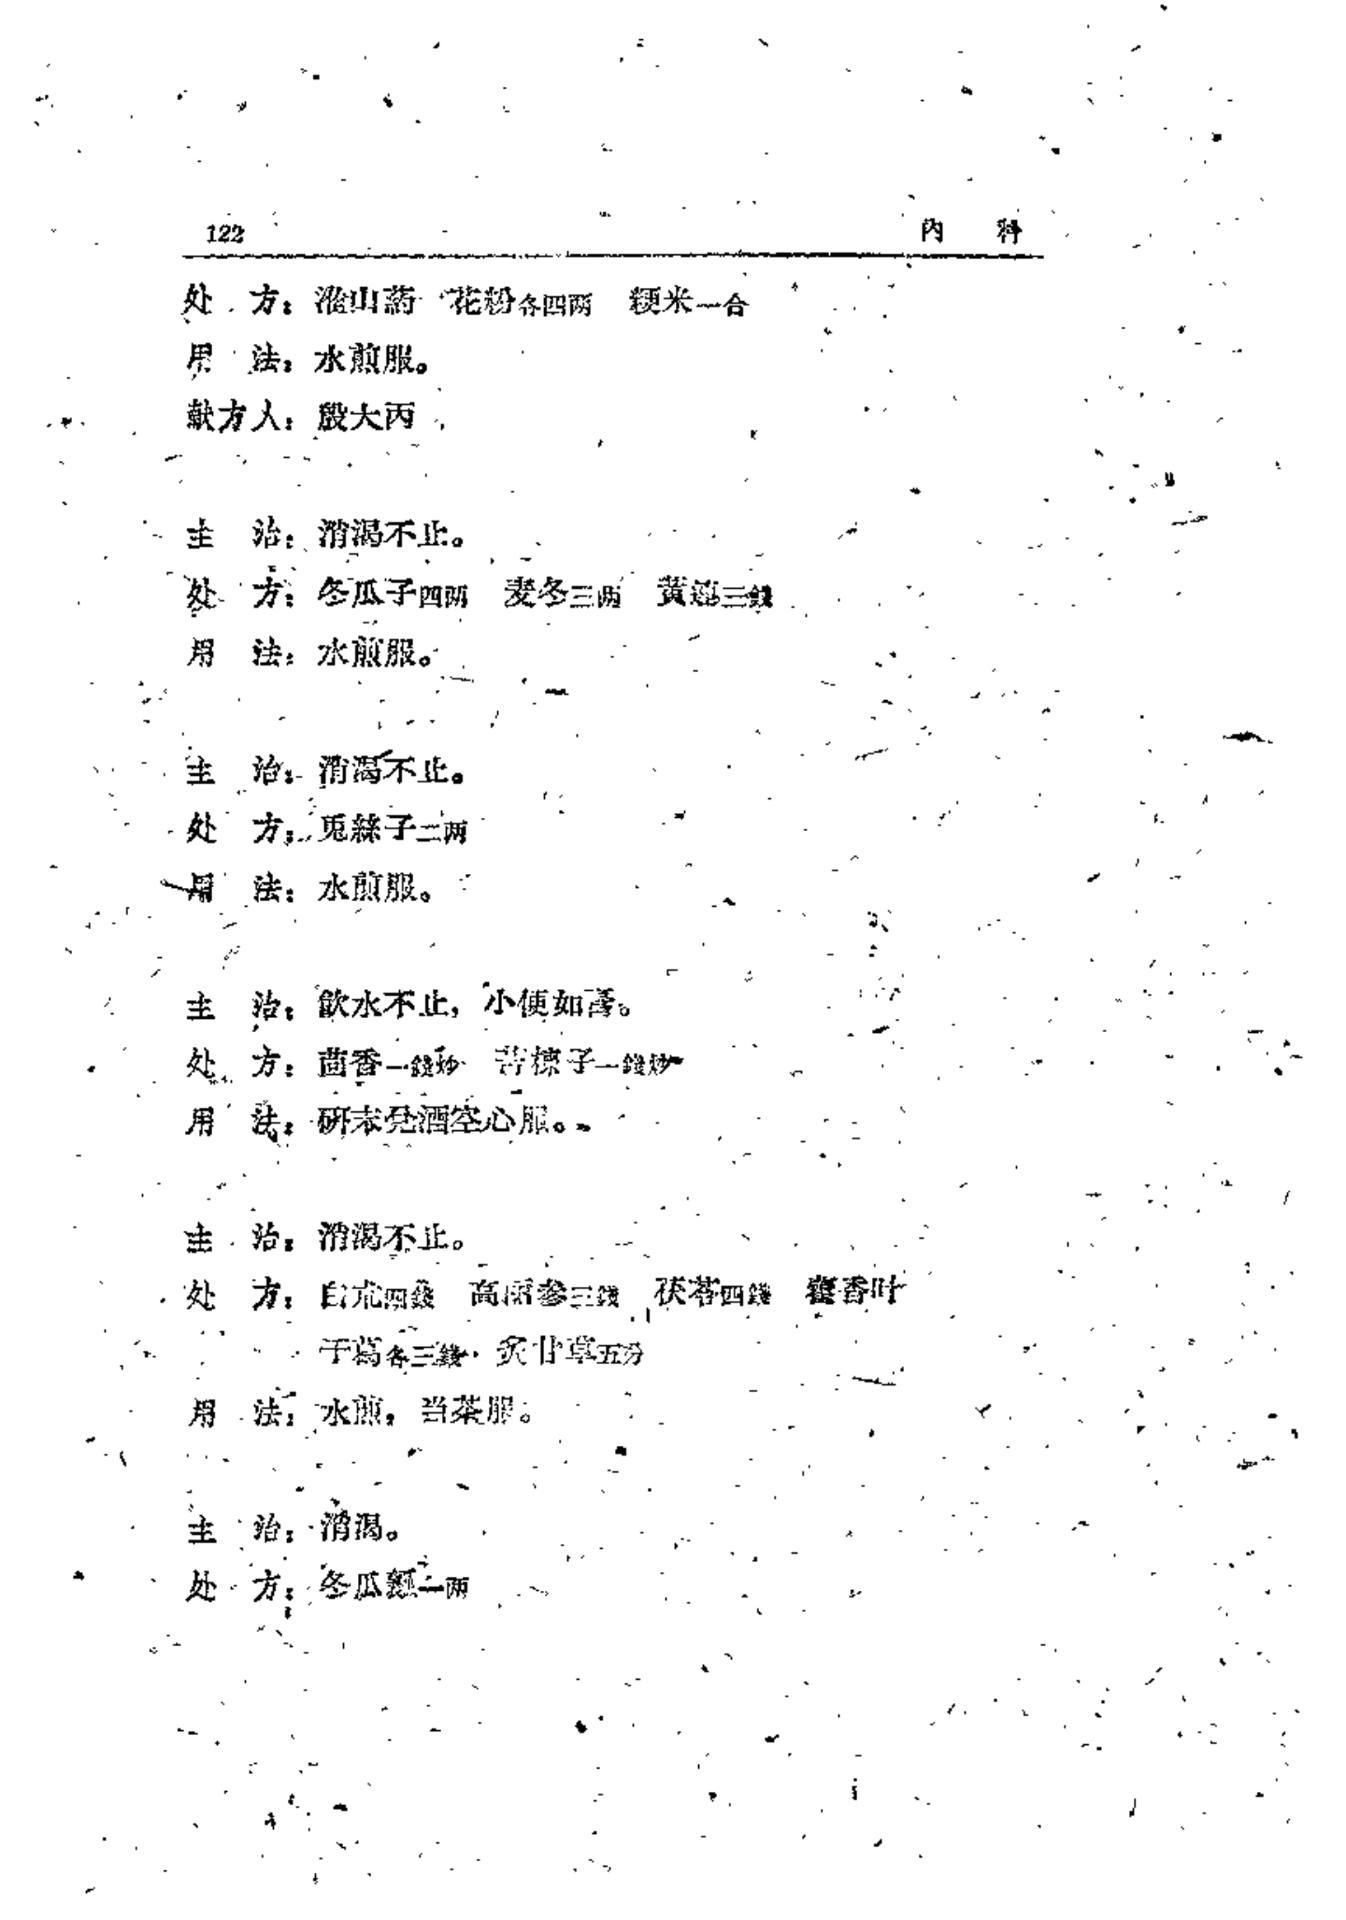 122 內 科
处 方：淮山葯 花粉各四两 粳米一合
用 法：水煎服。
献方人：殷大丙
主 治：消渴不止。
处 方：冬瓜子四两 麦冬三两 黃連三錢
用 法：水煎服。
主 治：消渴不止。
处 方：兎絲子二两
用 法：水煎服。
主 治：飲水不止，小便如膏。
处 方：茴香一錢炒 苦楝子一錢炒
用 法：研末兌酒空心服。
主 治：消渴不止。
处 方：白朮四錢 高丽參三錢 茯苓四錢 藿香叶
干葛各三錢 炙甘草五分
用 法：水煎，当茶服。
主 治：消渴。
处 方：冬瓜瓤一两